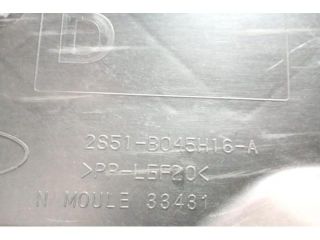 D
2S51-B045H16-A
>PP-LGF20<
N MOULE 33431